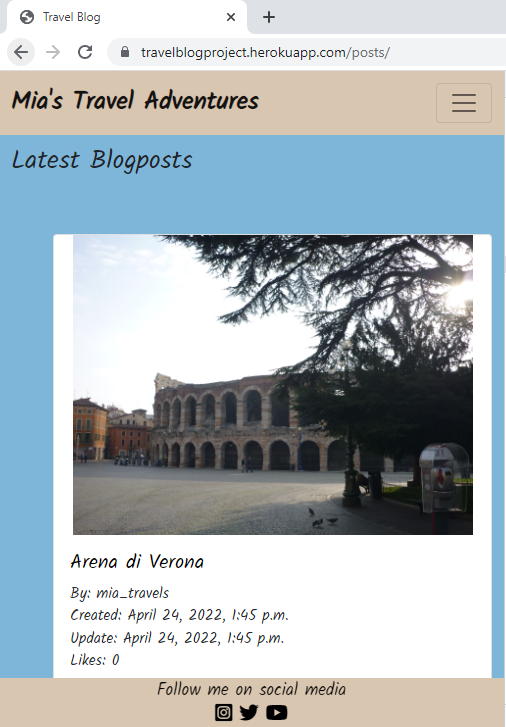 Travel Blog
travelblogproject.herokuapp.com/posts/
Mia's Travel Adventures
Latest Blogposts
Arena di Verona
By: mia_travels
Created: April 24, 2022, 1:45 p.m.
Update: April 24, 2022, 1:45 p.m.
Likes: 0
Follow me on social media